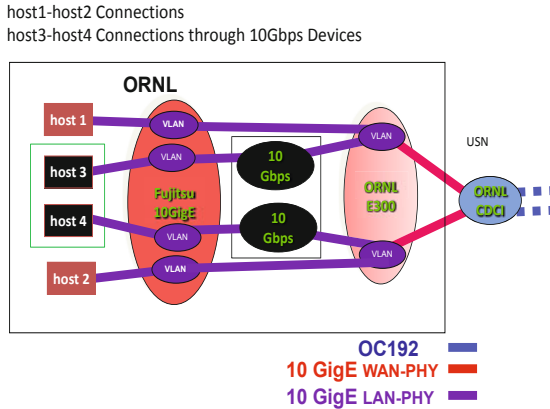 host1-host2 Connections
host3-host4 Connections through 10Gbps Devices
ORNL
host 1
VLAN
VLAN
USN
host 3
VLAN
10
Gbps
Fujitsu
10GigE
ORNL
E300
ORNL
CDCI
host 4
VLAN
10
Gbps
VLAN
host 2
VLAN
OC192
10 GigE WAN-PHY
10 GigE LAN-PHY